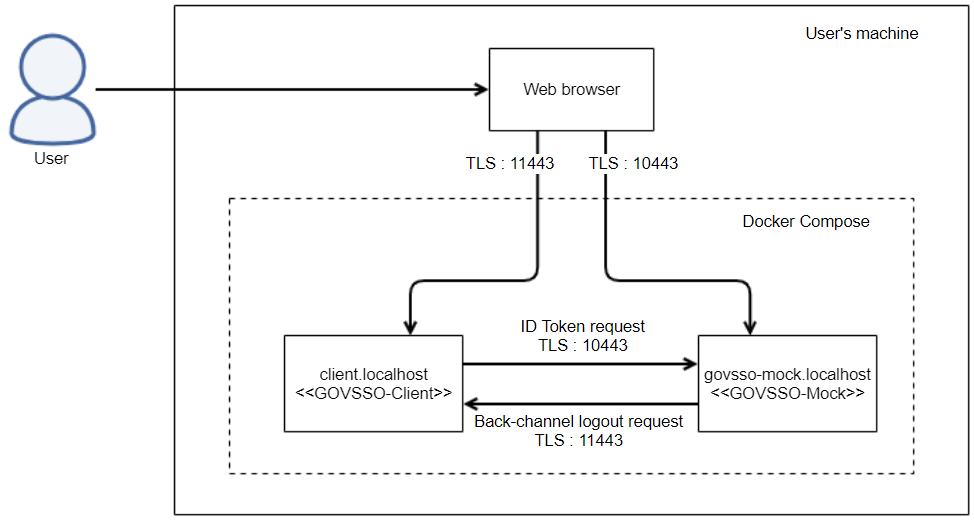 User's machine
Web browser
User
TLS : 11443
TLS : 10443
Docker Compose
ID Token request
TLS : 10443
client.localhost
<<GOVSSO-Client>>
govsso-mock.localhost
<<GOVSSO-Mock>>
Back-channel logout request
TLS : 11443